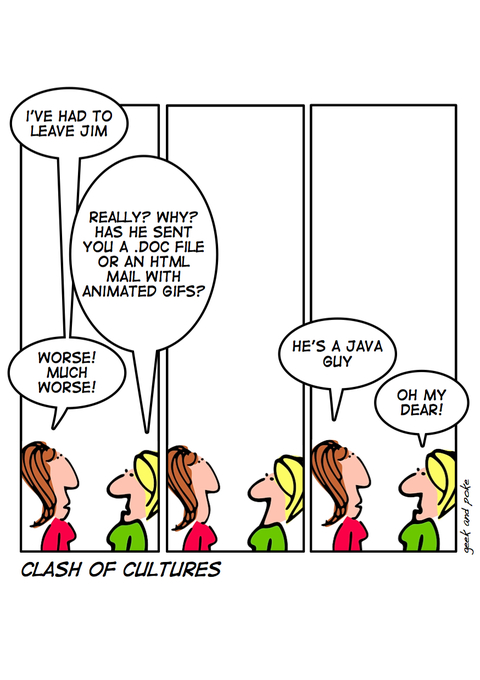 I'VE HAD TO
LEAVE JIM
REALLY? WHY?
HAS HE SENT
YOU A .DOC FILE
OR AN HTML
MAIL WITH
ANIMATED GIFS?
WORSE!
MUCH
WORSE!
HE'S A JAVA
GUY
OH MY
DEAR!
geek and poke
CLASH OF CULTURES